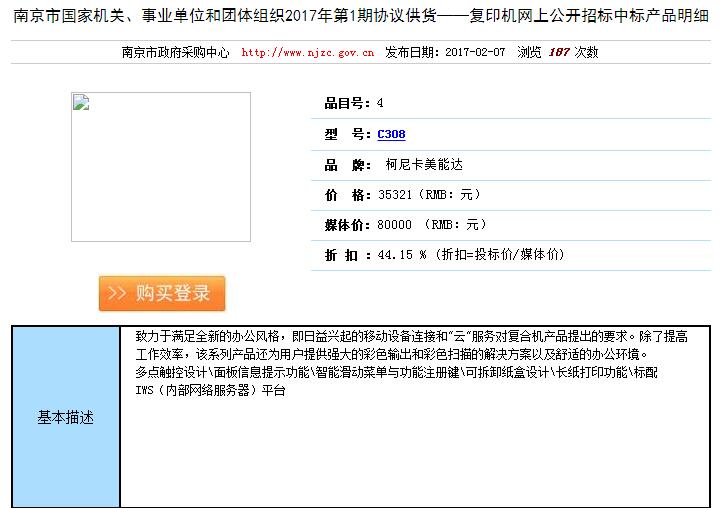 南京市国家机关、事业单位和团体组织2017年第1期协议供货——复印机网上公开招标中标产品明细
南京市政府采购中心 http://www.njzc.gov.cn 发布日期：2017-02-07 浏览 187 次数
品目号：4
型 号：C308
品 牌： 柯尼卡美能达
价 格：35321（RMB：元）
媒体价：80000 （RMB：元）
折 扣 ：44.15 % (折扣=投标价/媒体价)
>> 购买登录
基本描述
致力于满足全新的办公风格，即日益兴起的移动设备连接和"云"服务对复合机产品提出的要求。除了提高
工作效率，该系列产品还为用户提供强大的彩色输出和彩色扫描的解决方案以及舒适的办公环境。
多点触控设计\面板信息提示功能\智能滑动菜单与功能注册键\可拆卸纸盒设计\长纸打印功能\标配
IWS（内部网络服务器）平台